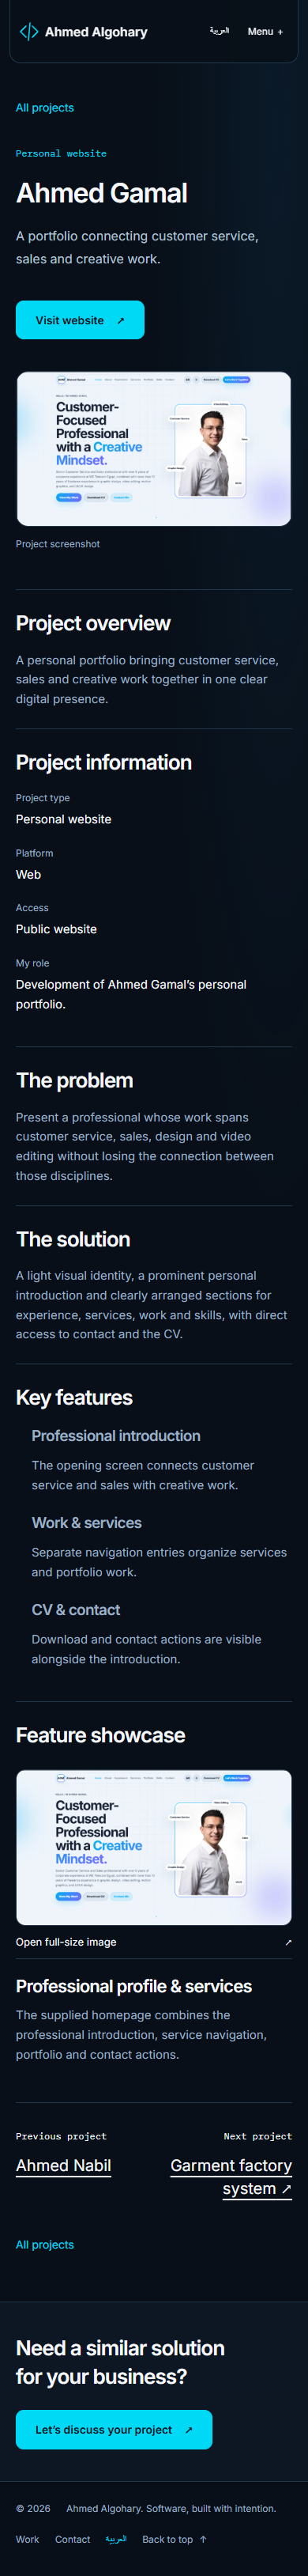 Ahmed Algohary
العربية
Menu +
All projects
Personal website
Ahmed Gamal
A portfolio connecting customer service,
sales and creative work.
Visit website ↗
Customer-
Focused
Professional
with a Creative
Mindset.
Project screenshot
Project overview
A personal portfolio bringing customer service,
sales and creative work together in one clear
digital presence.
Project information
Project type
Personal website
Platform
Web
Access
Public website
My role
Development of Ahmed Gamal’s personal
portfolio.
The problem
Present a professional whose work spans
customer service, sales, design and video
editing without losing the connection between
those disciplines.
The solution
A light visual identity, a prominent personal
introduction and clearly arranged sections for
experience, services, work and skills, with direct
access to contact and the CV.
Key features
Professional introduction
The opening screen connects customer
service and sales with creative work.
Work & services
Separate navigation entries organize services
and portfolio work.
CV & contact
Download and contact actions are visible
alongside the introduction.
Feature showcase
Customer-
Focused
Professional
with a Creative
Mindset.
Open full-size image ↗
Professional profile & services
The supplied homepage combines the
professional introduction, service navigation,
portfolio and contact actions.
Previous project
Ahmed Nabil
Next project
Garment factory
system ↗
All projects
Need a similar solution
for your business?
Let’s discuss your project ↗
© 2026 Ahmed Algohary. Software, built with intention.
Work Contact العربية Back to top ↑